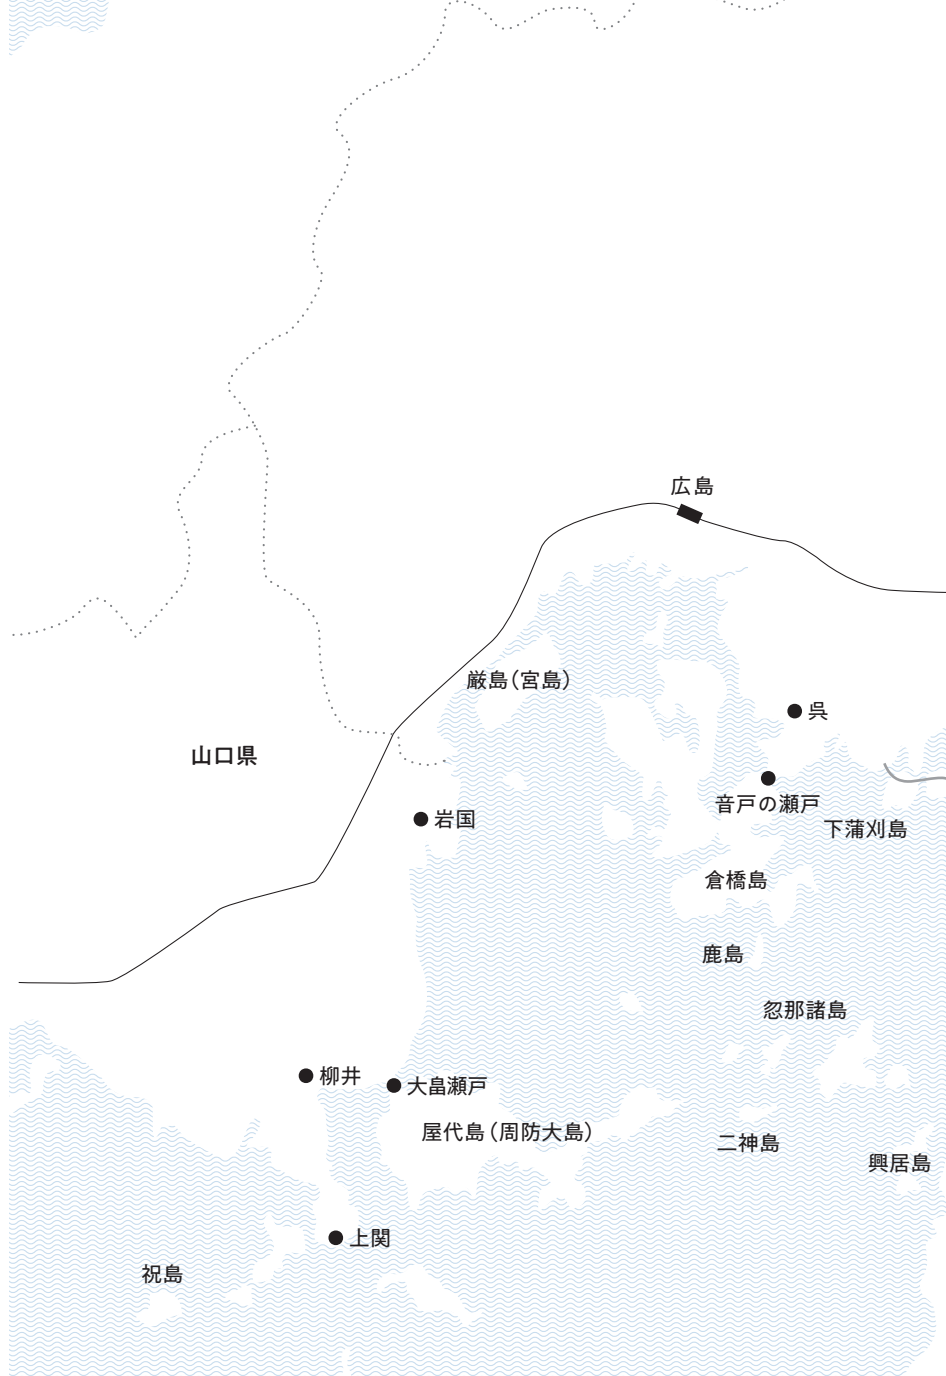 広島
厳島（宮島）
呉
山口県
音戸の瀬戸
岩国
下蒲刈島
倉橋島
鹿島
忽那諸島
柳井
大畠瀬戸
屋代島（周防大島）
二神島
興居島
上関
祝島